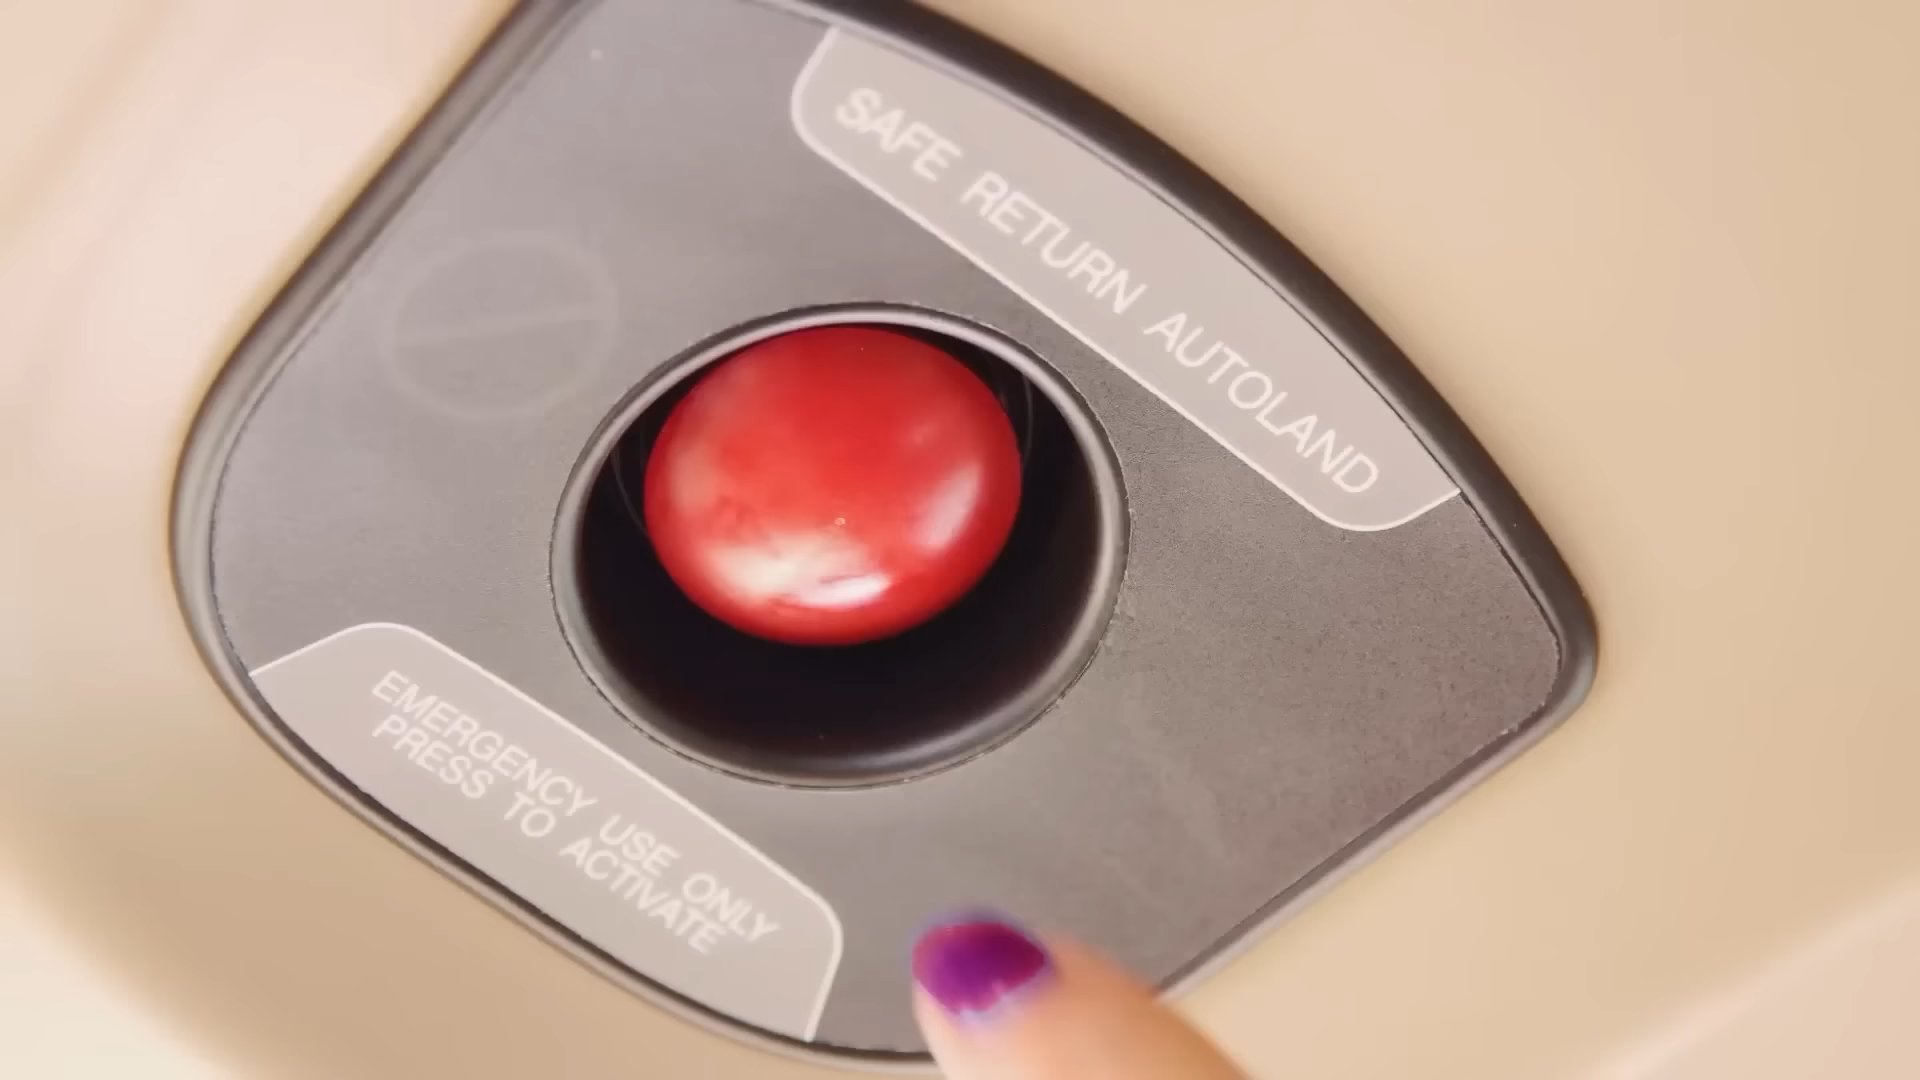 SAFE RETURN AUTOLAND
EMERGENCY USE ONLY
PRESS TO ACTIVATE